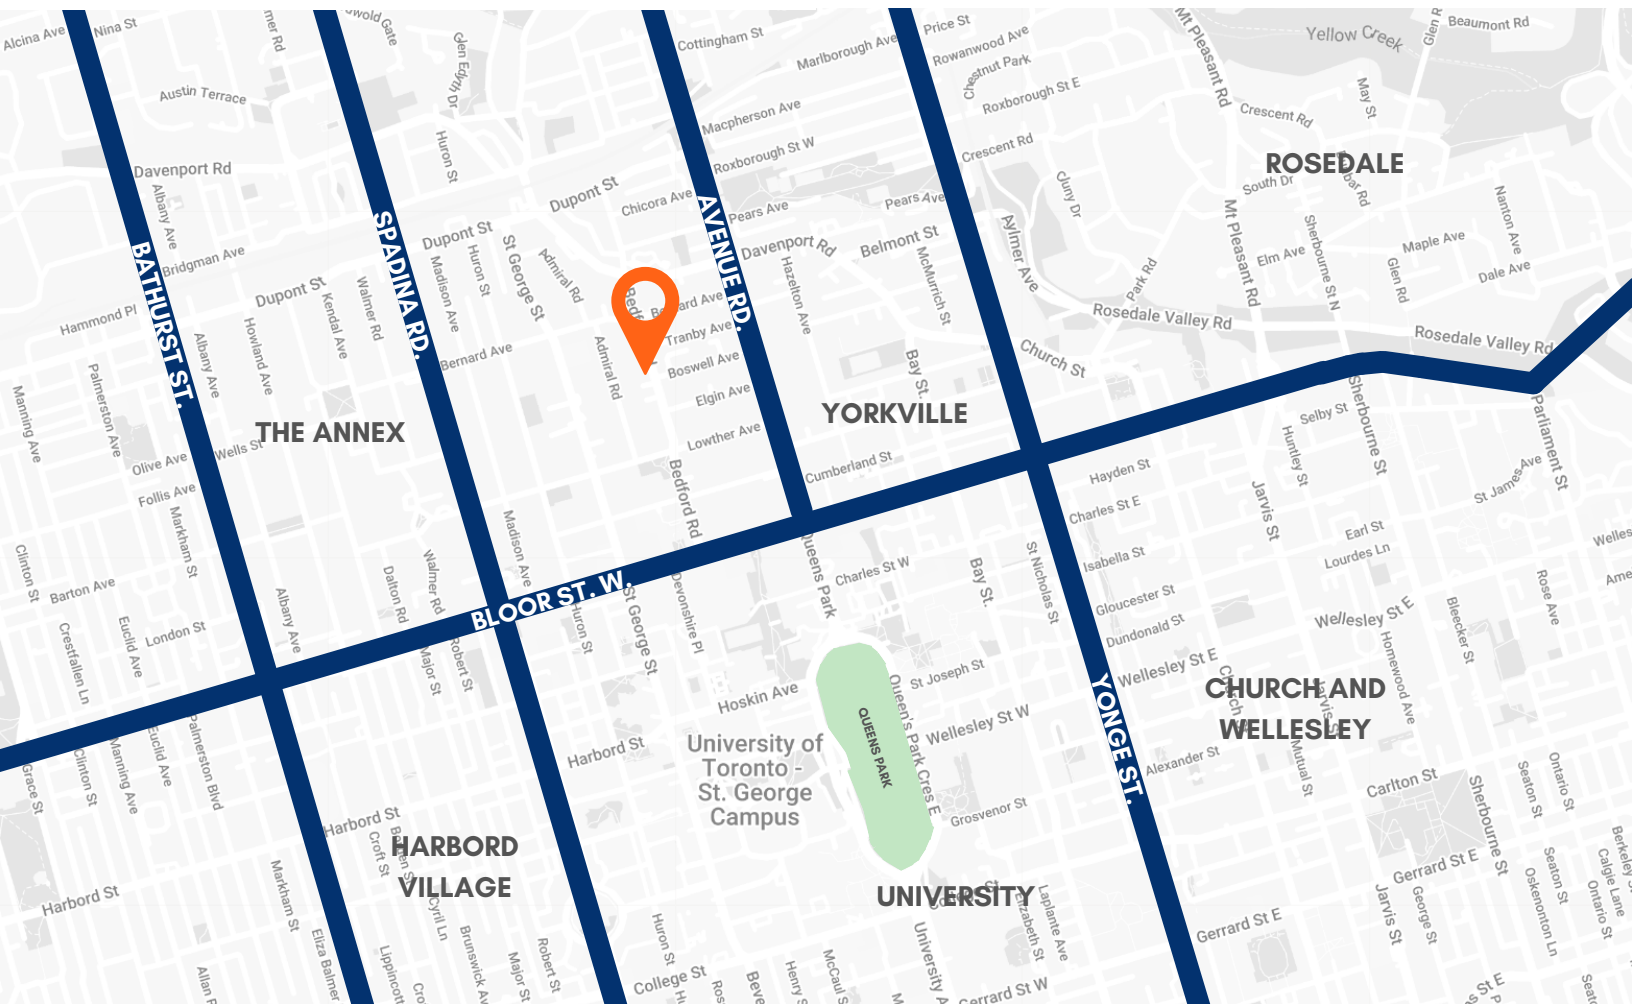 Alcina Ave
Nina St
Glen Edyth Dr
Cottingham St
Marlborough Ave
Price St
Rowanwood Ave
Chestnut Park
Roxborough St E
Mt Pleasant Rd
Yellow Creek
Glen R
Beaumont Rd
Austin Terrace
Macpherson Ave
Roxborough St W
Crescent Rd
Crescent Rd
May St
ROSEDALE
Davenport Rd
Huron St
Albany Ave
Dupont St
Chicora Ave
Pears Ave
Pears Ave
Cluny Dr
South Dr
Nanton Ave
BATHURST ST.
SPADINA RD.
AVENUE RD.
Bridgman Ave
Dupont St
Huron St
Madison Ave
St George St
Admiral Rd
Davenport Rd
Belmont St
McMurrich St
Hazelton Ave
Aylmer Ave
Park Rd
Mt Pleasant Rd
Elm Ave
Sherbourne St N
Maple Ave
Glen Rd
Dale Ave
Hammond Pl
Dupont St
Walmer Rd
Kendal Ave
Howland Ave
Albany Ave
Bernard Ave
Admiral Rd
Tranby Ave
Boswell Ave
Elgin Ave
Lowther Ave
Bay St.
Church St
Rosedale Valley Rd
Rosedale Valley Rd
Manning Ave
Palmerston Ave
THE ANNEX
YORKVILLE
Olive Ave
Wells St
Follis Ave
Markham St
Bedford Rd
Cumberland St
Hayden St
Charles St E
Selby St
Huntley St
Sherbourne St
Jarvis St
St James Ave
Parliament St
Earl St
Lourdes Ln
Clinton St
Barton Ave
London St
Euclid Ave
Crestfallen Ln
Albany Ave
Dalton Rd
Walmer Rd
Madison Ave
BLOOR ST. W.
Major St
Robert St
Huron St
St George St
Devonshire Pl
Queens Park
Charles St W
Bay St.
St Nicholas St
Isabella St
Gloucester St
Dundonald St
Wellesley St E
Wellesley St E
Homewood Ave
Bleecker St
Rose Ave
Welles
Ame
Hoskin Ave
Harbord St
University of
Toronto -
St. George
Campus
QUEENS PARK
Queen's Park Cres E
St Joseph St
Wellesley St W
Grosvenor St
YONGE ST.
CHURCH AND
WELLESLEY
Alexander St
Mutual St
Carlton St
Sherbourne St
Seaton St
Ontario St
Grace St
Clinton St
Manning Ave
Euclid Ave
Palmerston Blvd
Harbord St
Croft St
HARBORD
VILLAGE
Harbord St
Markham St
Cyril Ln
Brunswick Av
Major St
Robert St
Huron St
College St
UNIVERSITY
Elizabeth St
Laplante Ave
University A
Gerrard St W
Gerrard St E
Gerrard St E
Jarvis St
George St
Seaton St
Oskenonton Ln
Ontario St
Calgie Lane
Berkeley S
Allan
Eliza Balmer
Lippincott
Cro
Ros
Beve
Henry S
McCaul S